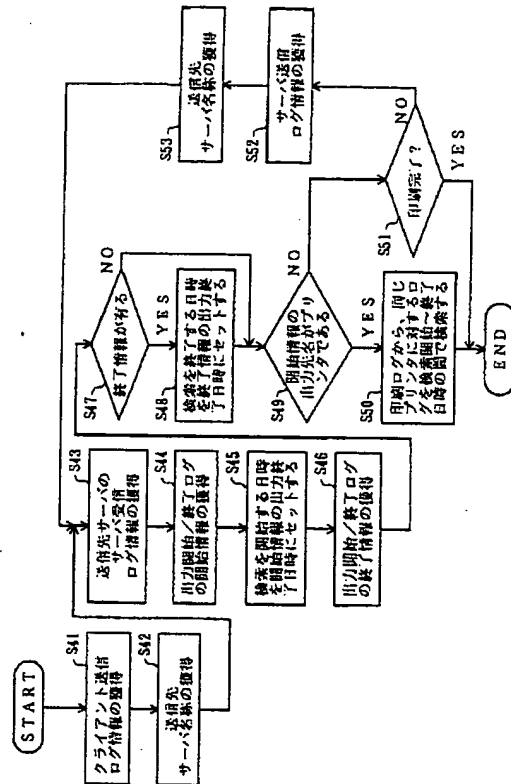 START
S41
クライアント送信
ログ情報の獲得
S42
送信先
サーバ名称の獲得
S43
送信先サーバの
サーバ受信
ログ情報の獲得
S44
出力開始/終了ログ
の開始情報の獲得
S45
検索を開始する日時
を開始情報の出力終
了日時にセットする
S46
出力開始/終了ログ
の終了情報の獲得
S47
終了情報が有る
NO
YES
S48
検索を終了する日時
を終了情報の出力終
了日時にセットする
S49
開始情報の
出力先名がプリ
ンタである
NO
YES
S50
印刷ログから、同じ
プリンタに対するロ
グを検索開始~終了
日時の間で検索する
END
S51
印刷完了?
NO
YES
S52
サーバ送信
ログ情報の獲得
S53
送信先
サーバ名称の獲得